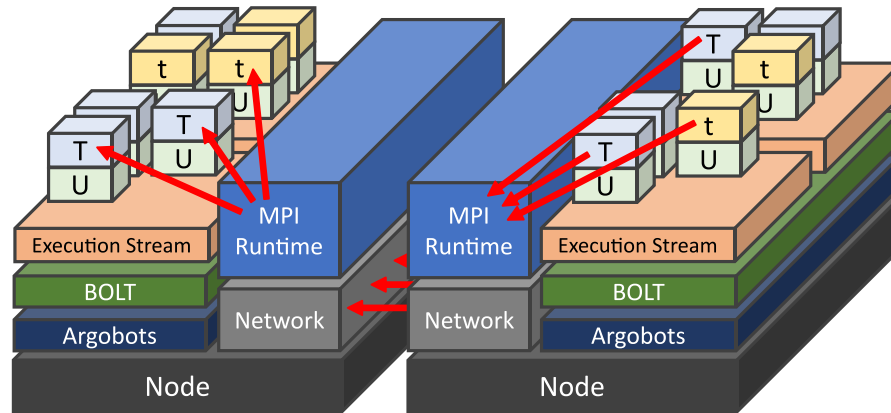 t
t
U
T
T
U
U
MPI
Runtime
Execution Stream
BOLT
Network
Argobots
Node
T
U
t
U
t
T
U
U
MPI
Runtime
Execution Stream
BOLT
Network
Argobots
Node